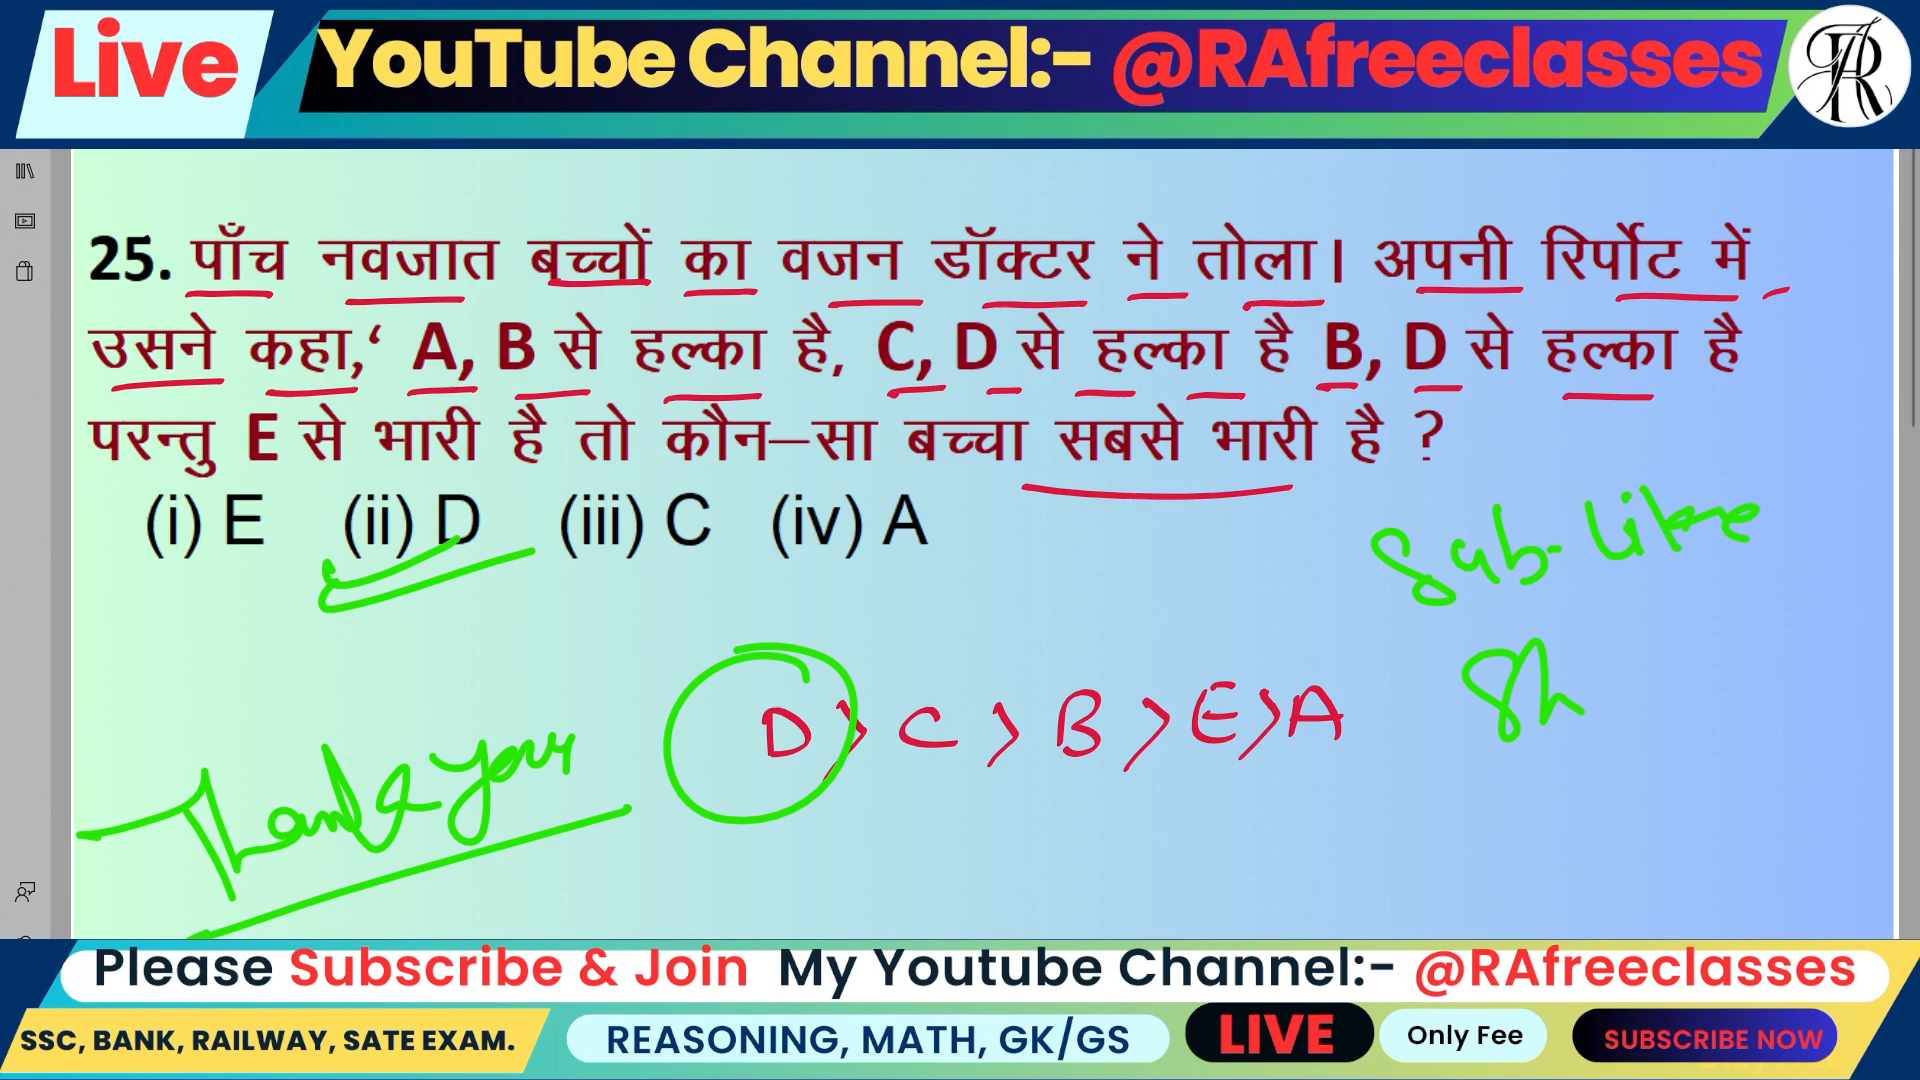 Live
YouTube Channel:- @RAfreeclasses
25. पाँच नवजात बच्चों का वजन डॉक्टर ने तोला। अपनी रिर्पोट में
उसने कहा,‘ A, B से हल्का है, C, D से हल्का है B, D से हल्का है
परन्तु E से भारी है तो कौन–सा बच्चा सबसे भारी है ?
(i) E (ii) D (iii) C (iv) A
Sub- Like
Sh
D > C > B > E > A
Thank you
Please Subscribe & Join My Youtube Channel:- @RAfreeclasses
SSC, BANK, RAILWAY, SATE EXAM.
REASONING, MATH, GK/GS
LIVE
Only Fee
SUBSCRIBE NOW